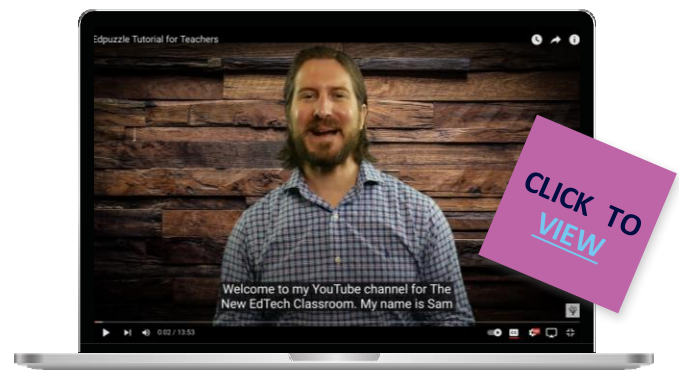 Edpuzzle Tutorial for Teachers
CLICK TO
VIEW
Welcome to my YouTube channel for The
New EdTech Classroom. My name is Sam
0:02 / 13:53